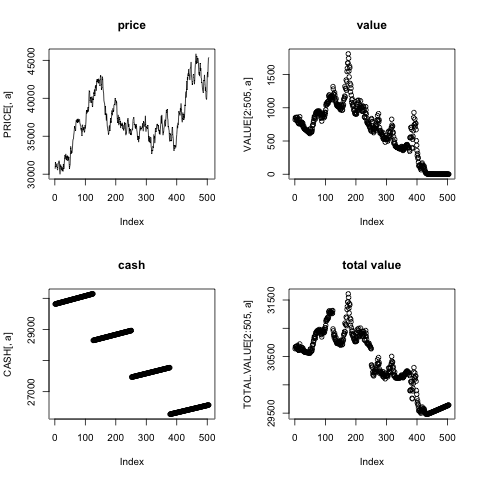 price
PRICE[, a]
30000 35000 40000 45000
0 100 200 300 400 500
Index
value
VALUE[2:505, a]
0 500 1000 1500
0 100 200 300 400 500
Index
cash
CASH[, a]
27000 29000
0 100 200 300 400 500
Index
total value
TOTAL.VALUE[2:505, a]
29500 30500 31500
0 100 200 300 400 500
Index